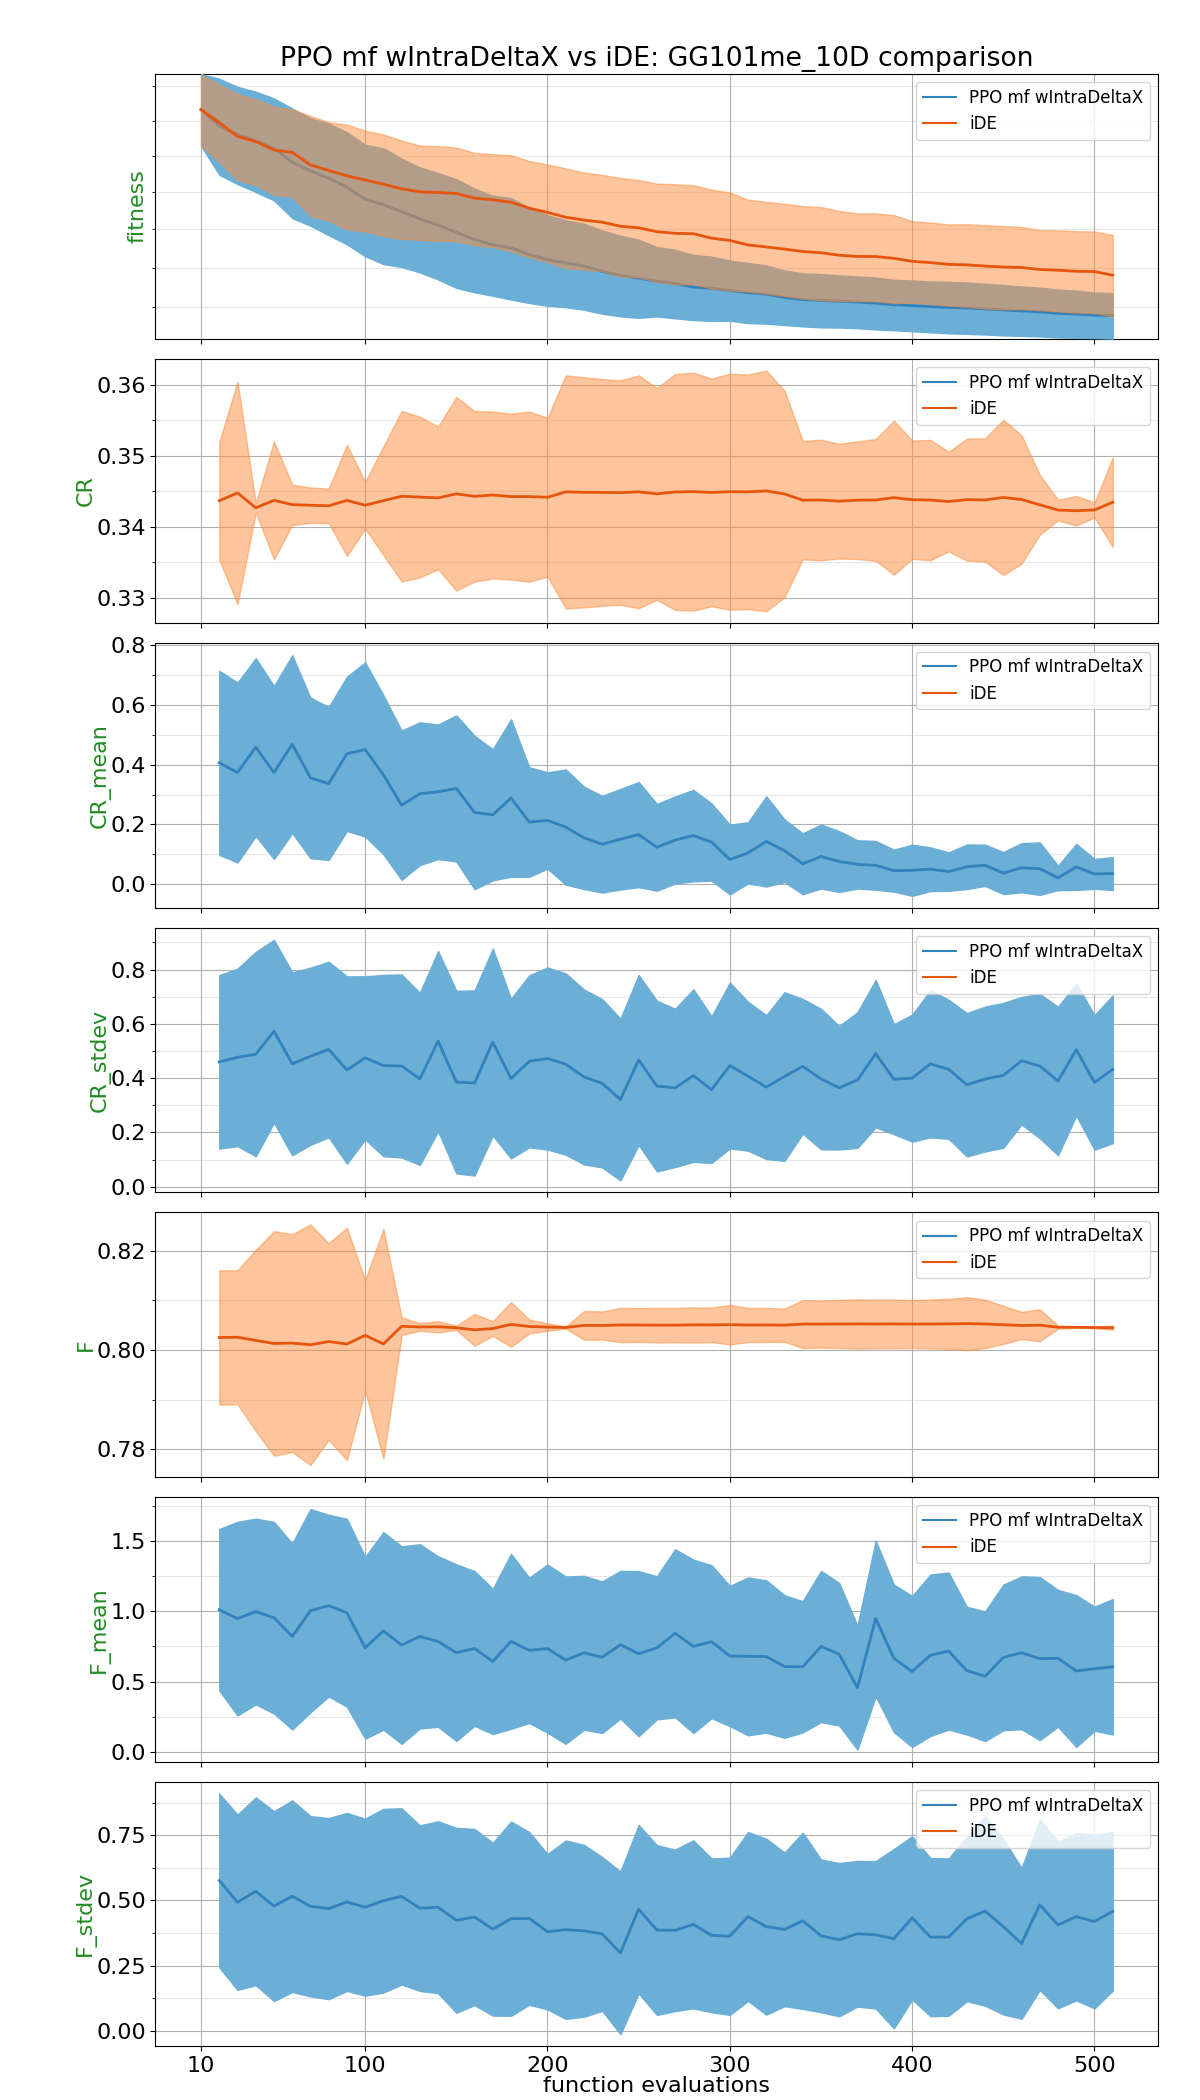 PPO mf wIntraDeltaX vs iDE: GG101me_10D comparison
fitness
PPO mf wIntraDeltaX
iDE
CR
0.36
0.35
0.34
0.33
PPO mf wIntraDeltaX
iDE
CR_mean
0.8
0.6
0.4
0.2
0.0
PPO mf wIntraDeltaX
iDE
CR_stdev
0.8
0.6
0.4
0.2
0.0
PPO mf wIntraDeltaX
iDE
F
0.82
0.80
0.78
PPO mf wIntraDeltaX
iDE
F_mean
1.5
1.0
0.5
0.0
PPO mf wIntraDeltaX
iDE
F_stdev
0.75
0.50
0.25
0.00
PPO mf wIntraDeltaX
iDE
10 100 200 300 400 500
function evaluations